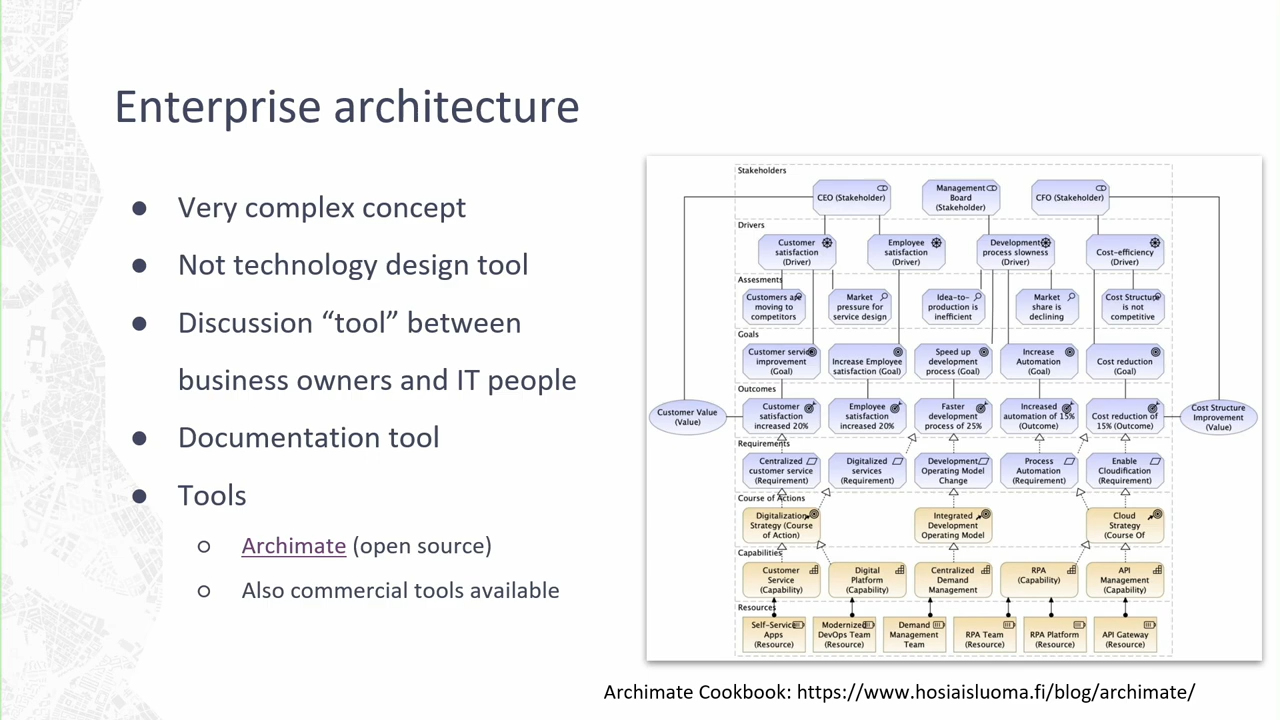 Enterprise architecture
● Very complex concept
● Not technology design tool
● Discussion “tool” between
business owners and IT people
● Documentation tool
● Tools
○ Archimate (open source)
○ Also commercial tools available
Stakeholders
CEO (Stakeholder)
Management
Board
(Stakeholder)
CFO (Stakeholder)
Drivers
Customer
satisfaction
(Driver)
Employee
satisfaction
(Driver)
Development
process slowness
(Driver)
Cost-efficiency
(Driver)
Assesments
Customers are
moving to
competitors
Market
pressure for
service design
Idea-to-
production is
inefficient
Market
share is
declining
Cost Structure
is not
competitive
Goals
Customer service
improvement
(Goal)
Increase Employee
satisfaction (Goal)
Speed up
development
process (Goal)
Increase
Automation
(Goal)
Cost reduction
(Goal)
Outcomes
Customer Value
(Value)
Customer
satisfaction
increased 20%
Employee
satisfaction
increased 20%
Faster
development
process of 25%
Increased
automation of 15%
(Outcome)
Cost reduction of
15% (Outcome)
Cost Structure
Improvement
(Value)
Requirements
Centralized
customer service
(Requirement)
Digitalized
services
(Requirement)
Development
Operating Model
Change
Process
Automation
(Requirement)
Enable
Cloudification
(Requirement)
Course of Actions
Digitalization
Strategy (Course
of Action)
Integrated
Development
Operating Model
Cloud
Strategy
(Course Of
Capabilities
Customer
Service
(Capability)
Digital
Platform
(Capability)
Centralized
Demand
Management
RPA
(Capability)
API
Management
(Capability)
Resources
Self-Service
Apps
(Resource)
Modernized
DevOps Team
(Resource)
Demand
Management
Team
RPA Team
(Resource)
RPA Platform
(Resource)
API Gateway
(Resource)
Archimate Cookbook: https://www.hosiaisluoma.fi/blog/archimate/